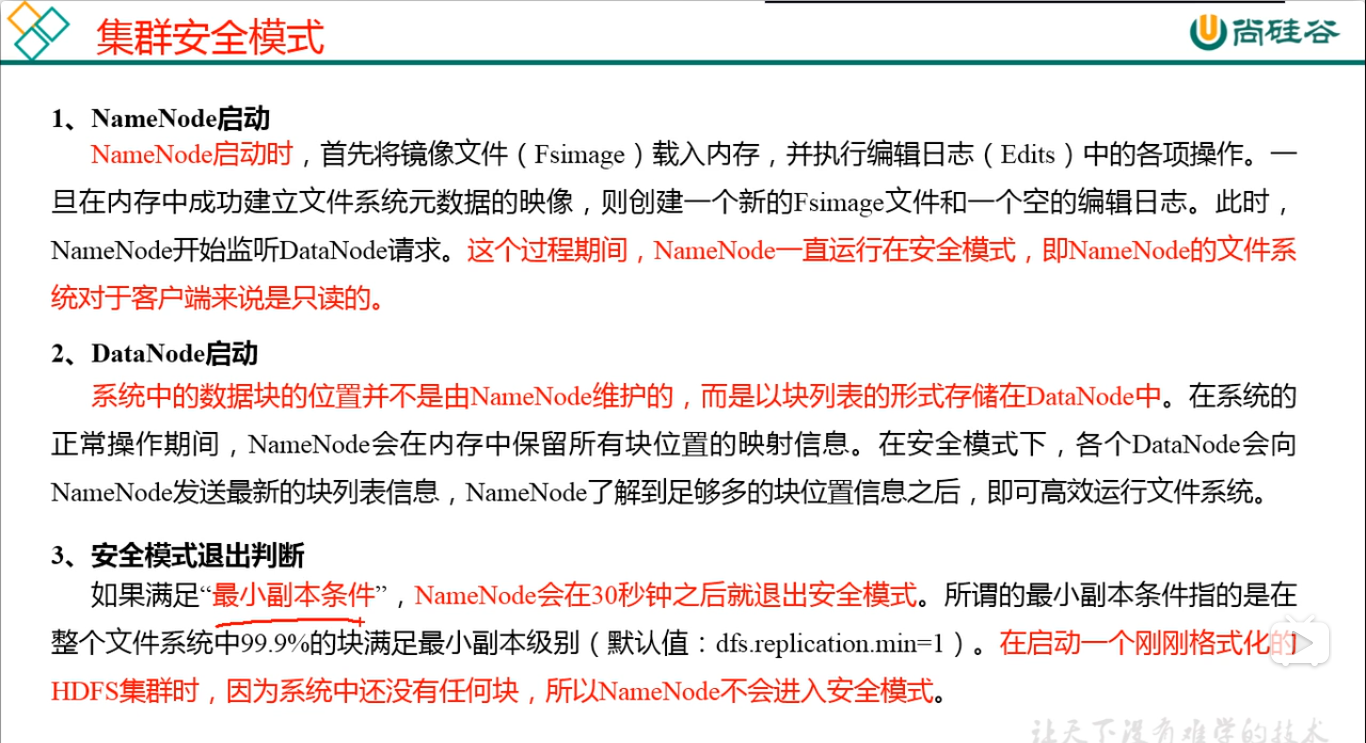 集群安全模式
尚硅谷
1、NameNode启动
NameNode启动时，首先将镜像文件（Fsimage）载入内存，并执行编辑日志（Edits）中的各项操作。一
旦在内存中成功建立文件系统元数据的映像，则创建一个新的Fsimage文件和一个空的编辑日志。此时，
NameNode开始监听DataNode请求。这个过程期间，NameNode一直运行在安全模式，即NameNode的文件系
统对于客户端来说是只读的。
2、DataNode启动
系统中的数据块的位置并不是由NameNode维护的，而是以块列表的形式存储在DataNode中。在系统的
正常操作期间，NameNode会在内存中保留所有块位置的映射信息。在安全模式下，各个DataNode会向
NameNode发送最新的块列表信息，NameNode了解到足够多的块位置信息之后，即可高效运行文件系统。
3、安全模式退出判断
如果满足“最小副本条件”，NameNode会在30秒钟之后就退出安全模式。所谓的最小副本条件指的是在
整个文件系统中99.9%的块满足最小副本级别（默认值：dfs.replication.min=1）。在启动一个刚刚格式化的
HDFS集群时，因为系统中还没有任何块，所以NameNode不会进入安全模式。
让天下没有难学的技术